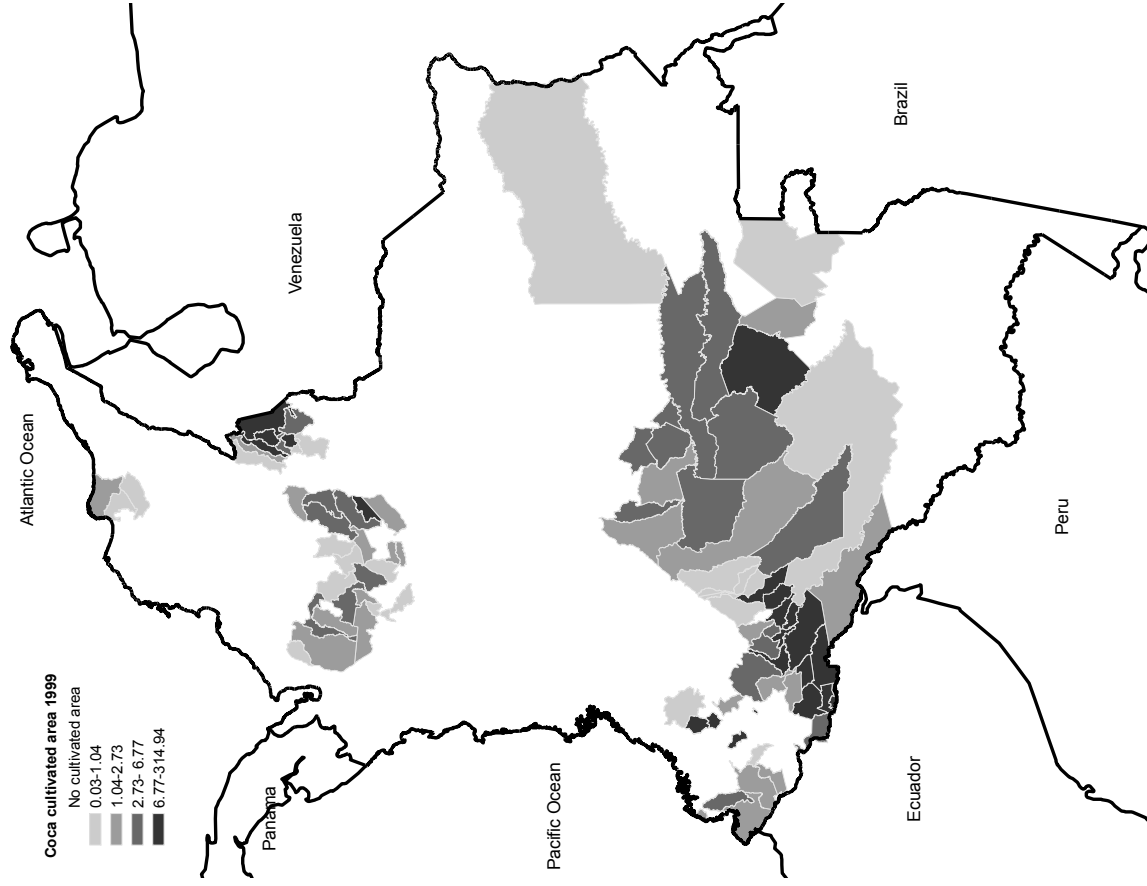 Coca cultivated area 1999
No cultivated area
0.03-1.04
1.04-2.73
2.73- 6.77
6.77-314.94
Atlantic Ocean
Panama
Venezuela
Pacific Ocean
Ecuador
Brazil
Peru